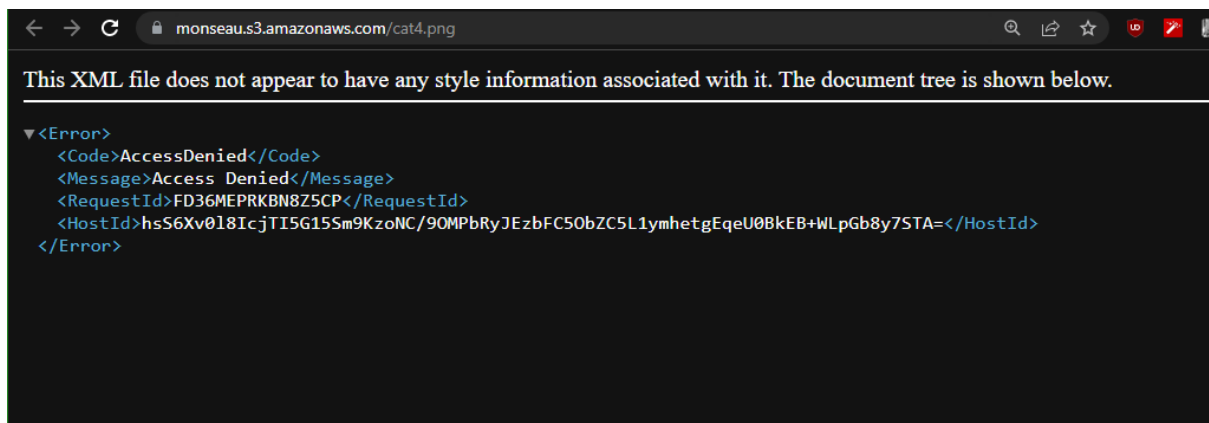 monseau.s3.amazonaws.com/cat4.png
This XML file does not appear to have any style information associated with it. The document tree is shown below.
▼<Error>
<Code>AccessDenied</Code>
<Message>Access Denied</Message>
<RequestId>FD36MEPRKBN8Z5CP</RequestId>
<HostId>hsS6Xv0l8IcjTI5G15Sm9KzoNC/9OMPbRyJEzbFC5ObZC5L1ymhetgEqeU0BkEB+WLpGb8y7STA=</HostId>
</Error>